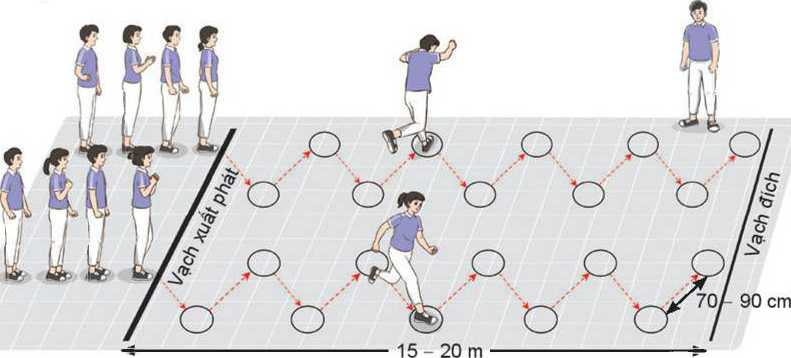 Vạch xuất phát
Vạch đích
70 – 90 cm
15 – 20 m